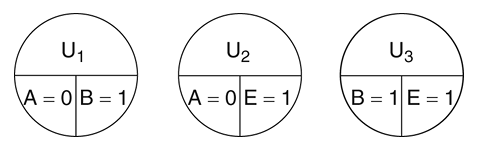 U₁ U₂ U₃
A = 0 B = 1 A = 0 E = 1 B = 1 E = 1